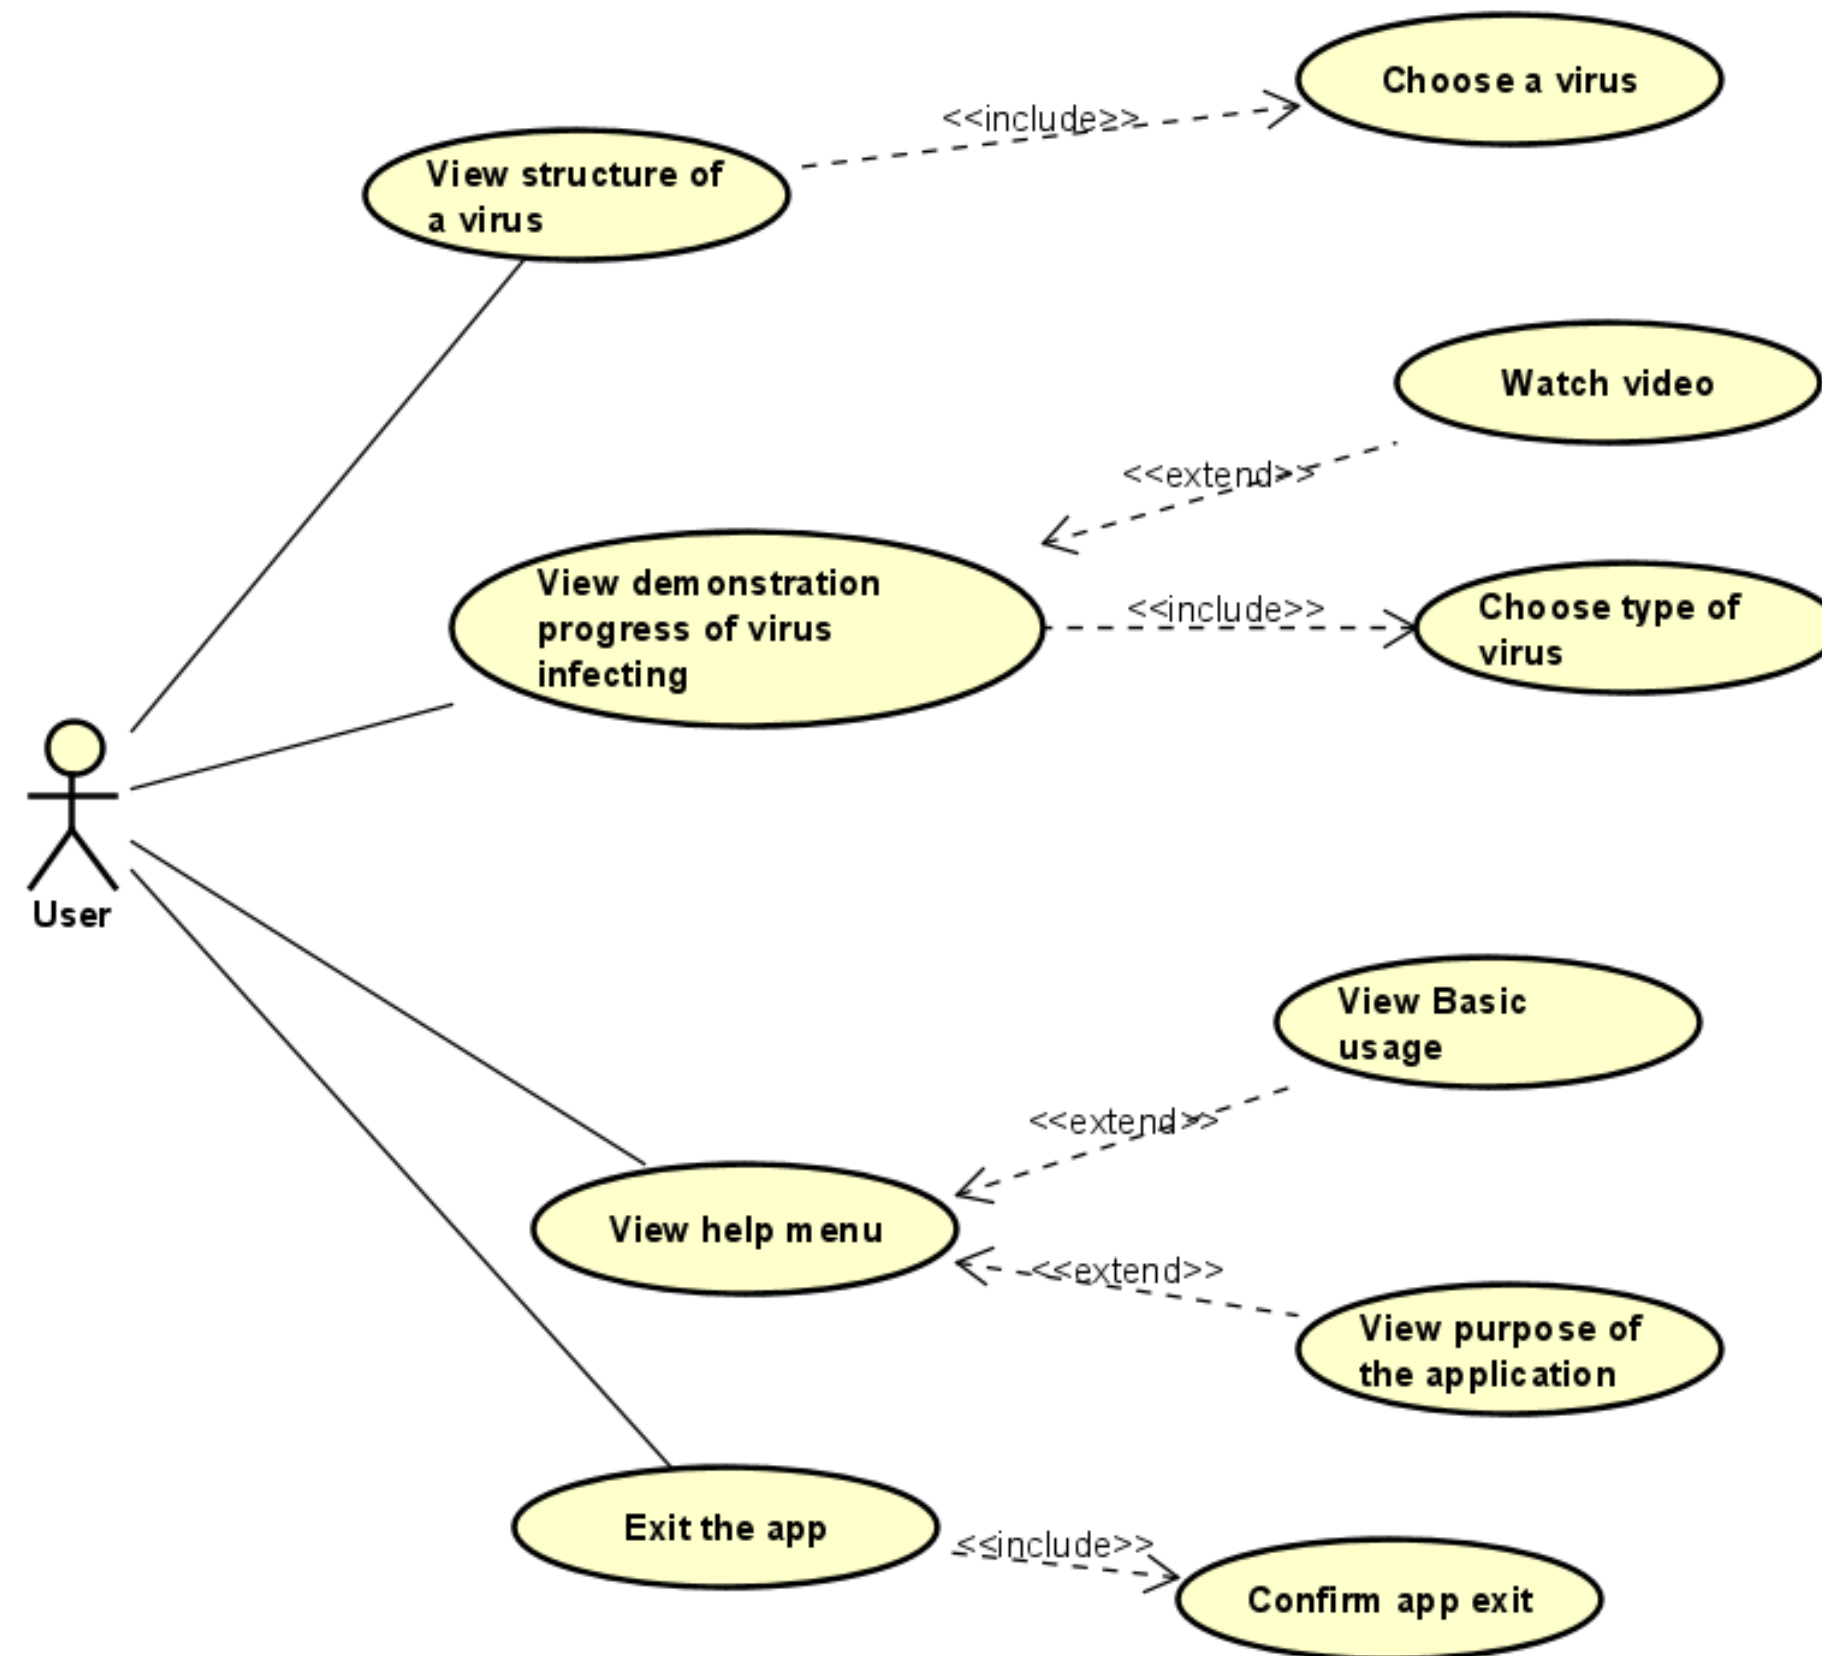 Choose a virus
<<include>>
View structure of
a virus
Watch video
<<extend>>
View demonstration
progress of virus
infecting
<<include>>
Choose type of
virus
User
View Basic
usage
<<extend>>
View help menu
<<extend>>
View purpose of
the application
Exit the app
<<include>>
Confirm app exit